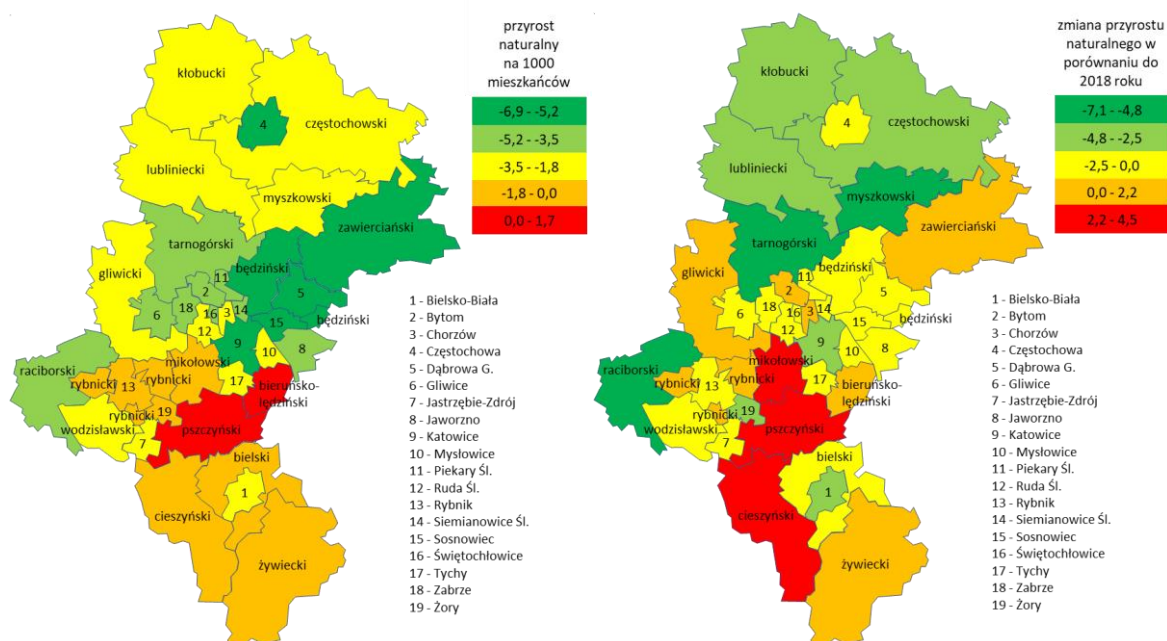 przyrost
naturalny
na 1000
mieszkańców
-6,9 - -5,2
-5,2 - -3,5
-3,5 - -1,8
-1,8 - 0,0
0,0 - 1,7
kłobucki
4
częstochowski
lubliniecki
myszkowski
zawierciański
tarnogórski
gliwicki
będziński
11
2
5
6
18
16
3
14
12
15
będziński
9
10
8
mikołowski
raciborski
rybnicki
13
rybnicki
17
bieruńsko-
lędziński
rybnicki
19
wodzisławski
7
pszczyński
bielski
1
cieszyński
żywiecki
1 - Bielsko-Biała
2 - Bytom
3 - Chorzów
4 - Częstochowa
5 - Dąbrowa G.
6 - Gliwice
7 - Jastrzębie-Zdrój
8 - Jaworzno
9 - Katowice
10 - Mysłowice
11 - Piekary Śl.
12 - Ruda Śl.
13 - Rybnik
14 - Siemianowice Śl.
15 - Sosnowiec
16 - Świętochłowice
17 - Tychy
18 - Zabrze
19 - Żory
zmiana przyrostu
naturalnego w
porównaniu do
2018 roku
-7,1 - -4,8
-4,8 - -2,5
-2,5 - 0,0
0,0 - 2,2
2,2 - 4,5
kłobucki
4
częstochowski
lubliniecki
myszkowski
zawierciański
tarnogórski
gliwicki
będziński
11
2
5
6
18
16
3
14
12
15
będziński
9
10
8
mikołowski
raciborski
rybnicki
13
rybnicki
17
bieruńsko-
lędziński
rybnicki
19
wodzisławski
7
pszczyński
bielski
1
cieszyński
żywiecki
1 - Bielsko-Biała
2 - Bytom
3 - Chorzów
4 - Częstochowa
5 - Dąbrowa G.
6 - Gliwice
7 - Jastrzębie-Zdrój
8 - Jaworzno
9 - Katowice
10 - Mysłowice
11 - Piekary Śl.
12 - Ruda Śl.
13 - Rybnik
14 - Siemianowice Śl.
15 - Sosnowiec
16 - Świętochłowice
17 - Tychy
18 - Zabrze
19 - Żory